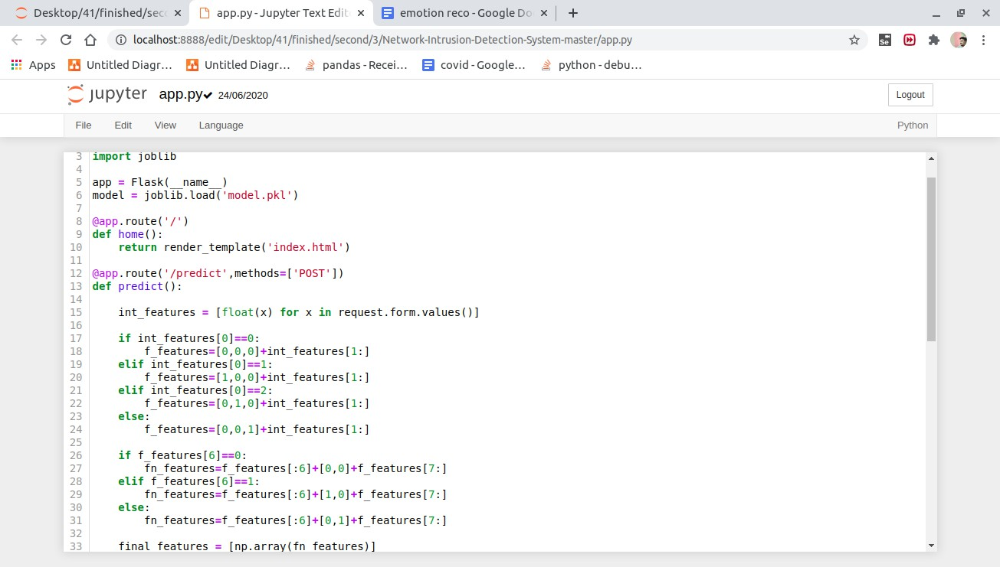 Desktop/41/finished/sec
app.py - Jupyter Text Edit
emotion reco - Google Do
localhost:8888/edit/Desktop/41/finished/second/3/Network-Intrusion-Detection-System-master/app.py
Se
Apps
Untitled Diagr...
Untitled Diagr...
pandas - Recei...
covid - Google...
python - debu...
jupyter app.py✔ 24/06/2020
Logout
File Edit View Language
Python
3 import joblib
4
5 app = Flask(__name__)
6 model = joblib.load('model.pkl')
7
8 @app.route('/')
9 def home():
10     return render_template('index.html')
11
12 @app.route('/predict',methods=['POST'])
13 def predict():
14
15     int_features = [float(x) for x in request.form.values()]
16
17     if int_features[0]==0:
18         f_features=[0,0,0]+int_features[1:]
19     elif int_features[0]==1:
20         f_features=[1,0,0]+int_features[1:]
21     elif int_features[0]==2:
22         f_features=[0,1,0]+int_features[1:]
23     else:
24         f_features=[0,0,1]+int_features[1:]
25
26     if f_features[6]==0:
27         fn_features=f_features[:6]+[0,0]+f_features[7:]
28     elif f_features[6]==1:
29         fn_features=f_features[:6]+[1,0]+f_features[7:]
30     else:
31         fn_features=f_features[:6]+[0,1]+f_features[7:]
32
33     final_features = [np.array(fn_features)]